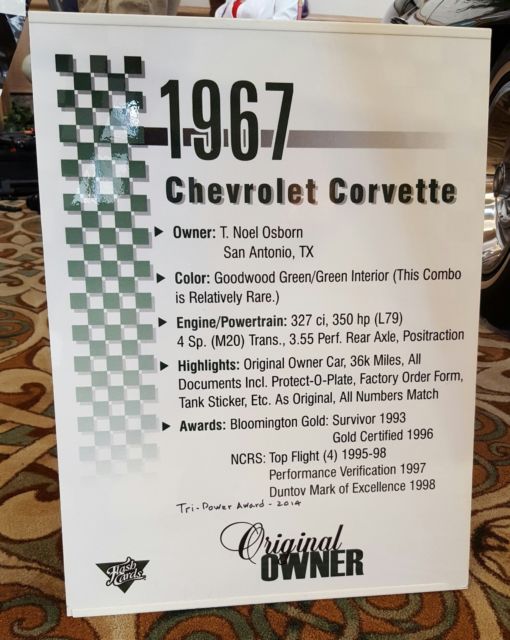 1967
Chevrolet Corvette
Owner: T. Noel Osborn
San Antonio, TX
Color: Goodwood Green/Green Interior (This Combo
is Relatively Rare.)
Engine/Powertrain: 327 ci, 350 hp (L79)
4 Sp. (M20) Trans., 3.55 Perf. Rear Axle, Positraction
Highlights: Original Owner Car, 36k Miles, All
Documents Incl. Protect-O-Plate, Factory Order Form,
Tank Sticker, Etc. As Original, All Numbers Match
Awards: Bloomington Gold: Survivor 1993
Gold Certified 1996
NCRS: Top Flight (4) 1995-98
Performance Verification 1997
Duntov Mark of Excellence 1998
Tri-Power Award - 2014
Original
OWNER
Flash
Cards